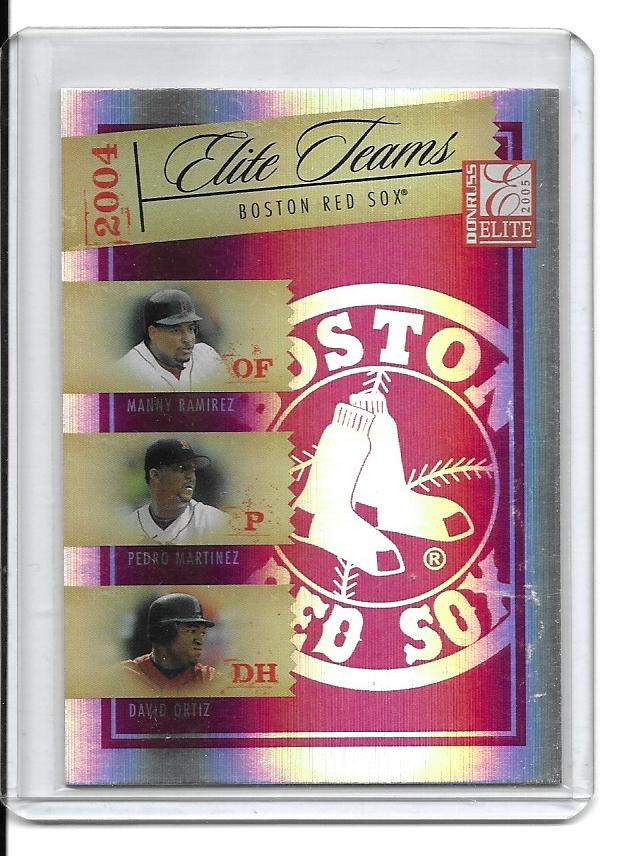 2004
Elite Teams
BOSTON RED SOX®
DONRUSS
E
2005
ELITE
OF
MANNY RAMIREZ
P
PEDRO MARTINEZ
DH
DAVID ORTIZ
BOSTON
®
RED SOX